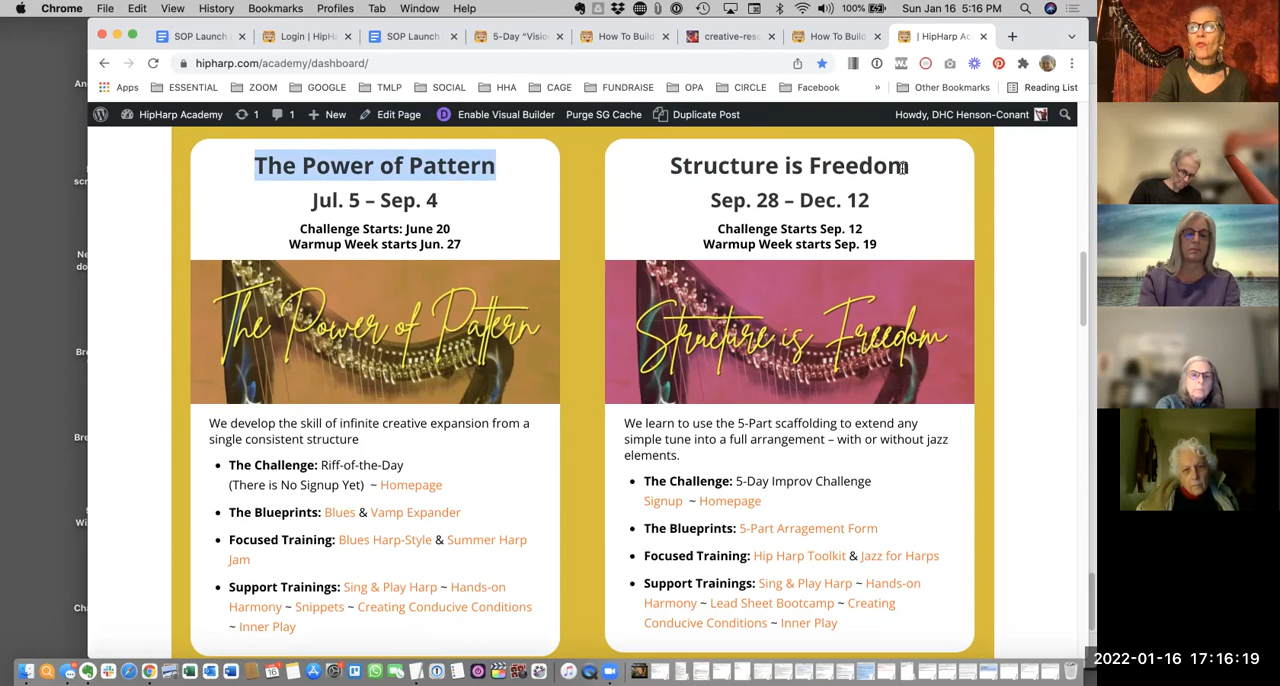 Chrome File Edit View History Bookmarks Profiles Tab Window Help 100% Sun Jan 16 5:16 PM
SOP Launch Login | HipHa SOP Launch 5-Day "Visio How To Build creative-reso How To Build | HipHarp Ac
hipharp.com/academy/dashboard/
Apps ESSENTIAL ZOOM GOOGLE TMLP SOCIAL HHA CAGE FUNDRAISE OPA CIRCLE Facebook » Other Bookmarks Reading List
HipHarp Academy 1 1 + New Edit Page Enable Visual Builder Purge SG Cache Duplicate Post Howdy, DHC Henson-Conant
The Power of Pattern
Jul. 5 – Sep. 4
Challenge Starts: June 20
Warmup Week starts Jun. 27
The Power of Pattern
We develop the skill of infinite creative expansion from a
single consistent structure
• The Challenge: Riff-of-the-Day
(There is No Signup Yet) ~ Homepage
• The Blueprints: Blues & Vamp Expander
• Focused Training: Blues Harp-Style & Summer Harp
Jam
• Support Trainings: Sing & Play Harp ~ Hands-on
Harmony ~ Snippets ~ Creating Conducive Conditions
~ Inner Play
Structure is Freedom
Sep. 28 – Dec. 12
Challenge Starts Sep. 12
Warmup Week starts Sep. 19
Structure is Freedom
We learn to use the 5-Part scaffolding to extend any
simple tune into a full arrangement – with or without jazz
elements.
• The Challenge: 5-Day Improv Challenge
Signup ~ Homepage
• The Blueprints: 5-Part Arragement Form
• Focused Training: Hip Harp Toolkit & Jazz for Harps
• Support Trainings: Sing & Play Harp ~ Hands-on
Harmony ~ Lead Sheet Bootcamp ~ Creating
Conducive Conditions ~ Inner Play
2022-01-16 17:16:19